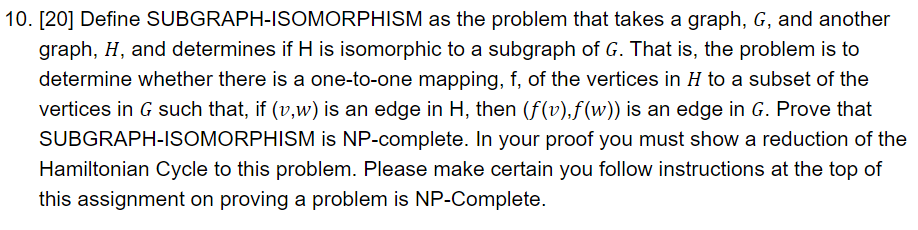 10. [20] Define SUBGRAPH-ISOMORPHISM as the problem that takes a graph, G, and another
graph, H, and determines if H is isomorphic to a subgraph of G. That is, the problem is to
determine whether there is a one-to-one mapping, f, of the vertices in H to a subset of the
vertices in G such that, if (v,w) is an edge in H, then (f(v),f(w)) is an edge in G. Prove that
SUBGRAPH-ISOMORPHISM is NP-complete. In your proof you must show a reduction of the
Hamiltonian Cycle to this problem. Please make certain you follow instructions at the top of
this assignment on proving a problem is NP-Complete.